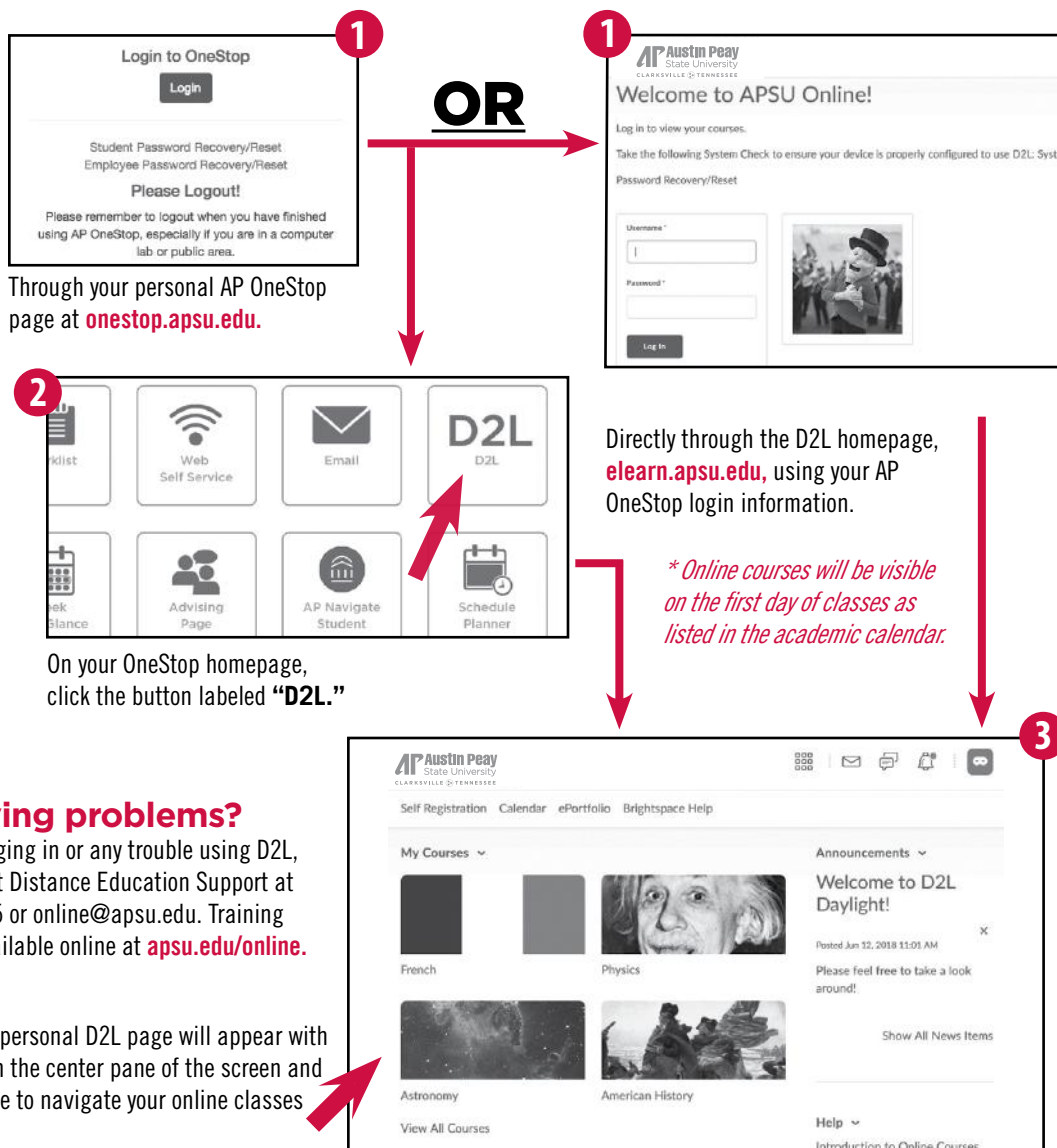 1
Login to OneStop
Login
Student Password Recovery/Reset
Employee Password Recovery/Reset
Please Logout!
Please remember to logout when you have finished
using AP OneStop, especially if you are in a computer
lab or public area.
Through your personal AP OneStop
page at onestop.apsu.edu.
OR
1
AP Austin Peay
State University
CLARKSVILLE TENNESSEE
Welcome to APSU Online!
Log in to view your courses.
Take the following System Check to ensure your device is properly configured to use D2L: Syst
Password Recovery/Reset
Username *
Password *
Log In
Directly through the D2L homepage,
elearn.apsu.edu, using your AP
OneStop login information.
* Online courses will be visible
on the first day of classes as
listed in the academic calendar.
2
klist
Web
Self Service
Email
D2L
D2L
ek
Glance
Advising
Page
AP Navigate
Student
Schedule
Planner
On your OneStop homepage,
click the button labeled “D2L.”
ving problems?
ging in or any trouble using D2L,
t Distance Education Support at
5 or online@apsu.edu. Training
ailable online at apsu.edu/online.
personal D2L page will appear with
n the center pane of the screen and
e to navigate your online classes
3
AP Austin Peay
State University
CLARKSVILLE TENNESSEE
Self Registration Calendar ePortfolio Brightspace Help
My Courses
French
Physics
Astronomy
American History
View All Courses
Announcements
Welcome to D2L
Daylight!
Posted Jun 12, 2018 11:01 AM
Please feel free to take a look
around!
Show All News Items
Help
Introduction to Online Courses